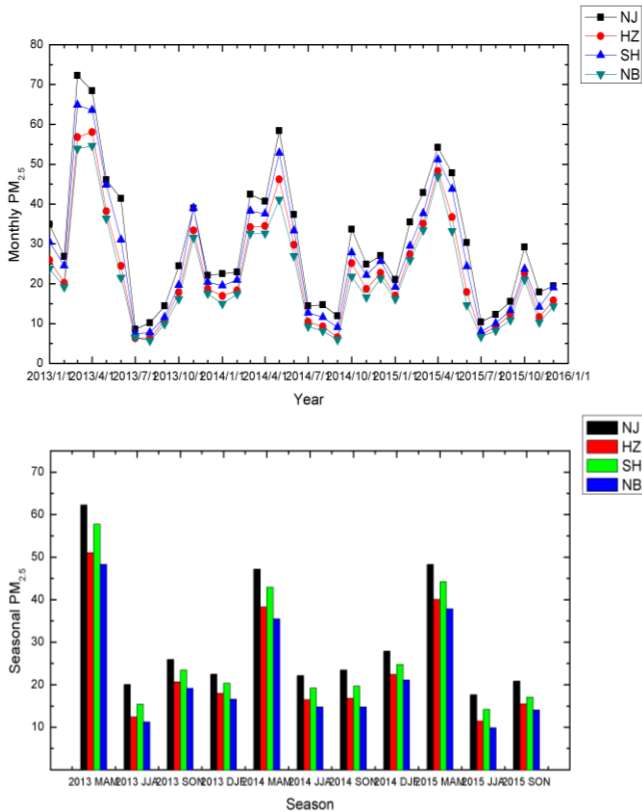 NJ
HZ
SH
NB
80
70
60
50
40
30
20
10
0
Monthly PM2.5
2013/1/1 2013/4/1 2013/7/1 2013/10/1 2014/1/1 2014/4/1 2014/7/1 2014/10/1 2015/1/1 2015/4/1 2015/7/1 2015/10/1 2016/1/1
Year
NJ
HZ
SH
NB
70
60
50
40
30
20
10
Seasonal PM2.5
2013 MAM 2013 JJA 2013 SON 2013 DJF 2014 MAM 2014 JJA 2014 SON 2014 DJF 2015 MAM 2015 JJA 2015 SON
Season